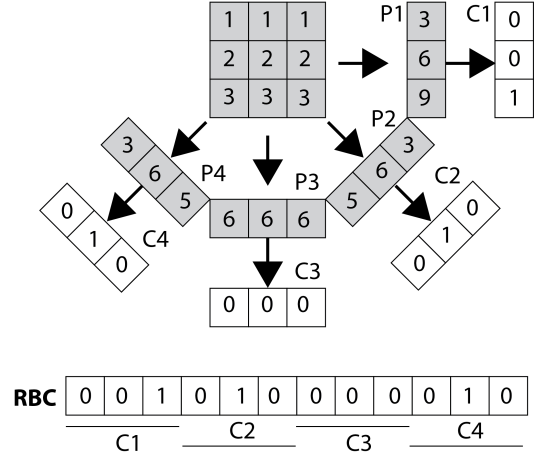 1 1 1 P1 3 C1 0
2 2 2 6 0
3 3 3 9 1
P2
3 6 5 P4
5 6 3
P3
6 6 6
0 1 0 C4
C2
0 1 0
C3
0 0 0
RBC 0 0 1 0 1 0 0 0 0 0 1 0
C1 C2 C3 C4